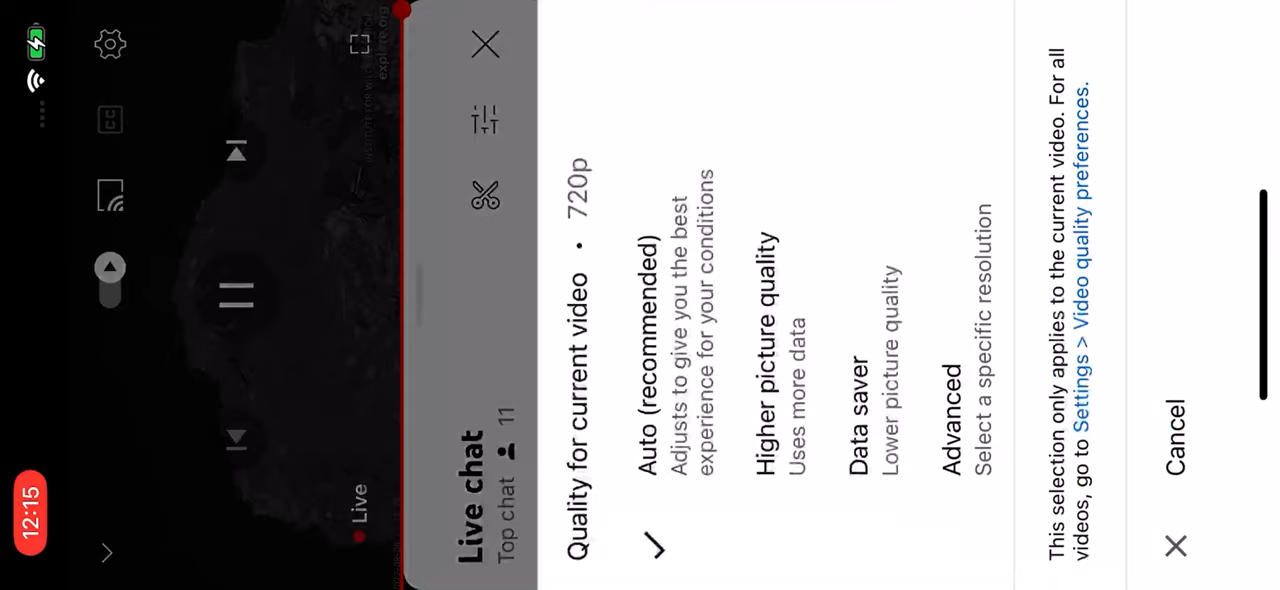 12:15
CC
explore.org
Live
Live chat
Top chat 11
Quality for current video • 720p
Auto (recommended)
Adjusts to give you the best
experience for your conditions
Higher picture quality
Uses more data
Data saver
Lower picture quality
Advanced
Select a specific resolution
This selection only applies to the current video. For all
videos, go to Settings > Video quality preferences.
Cancel